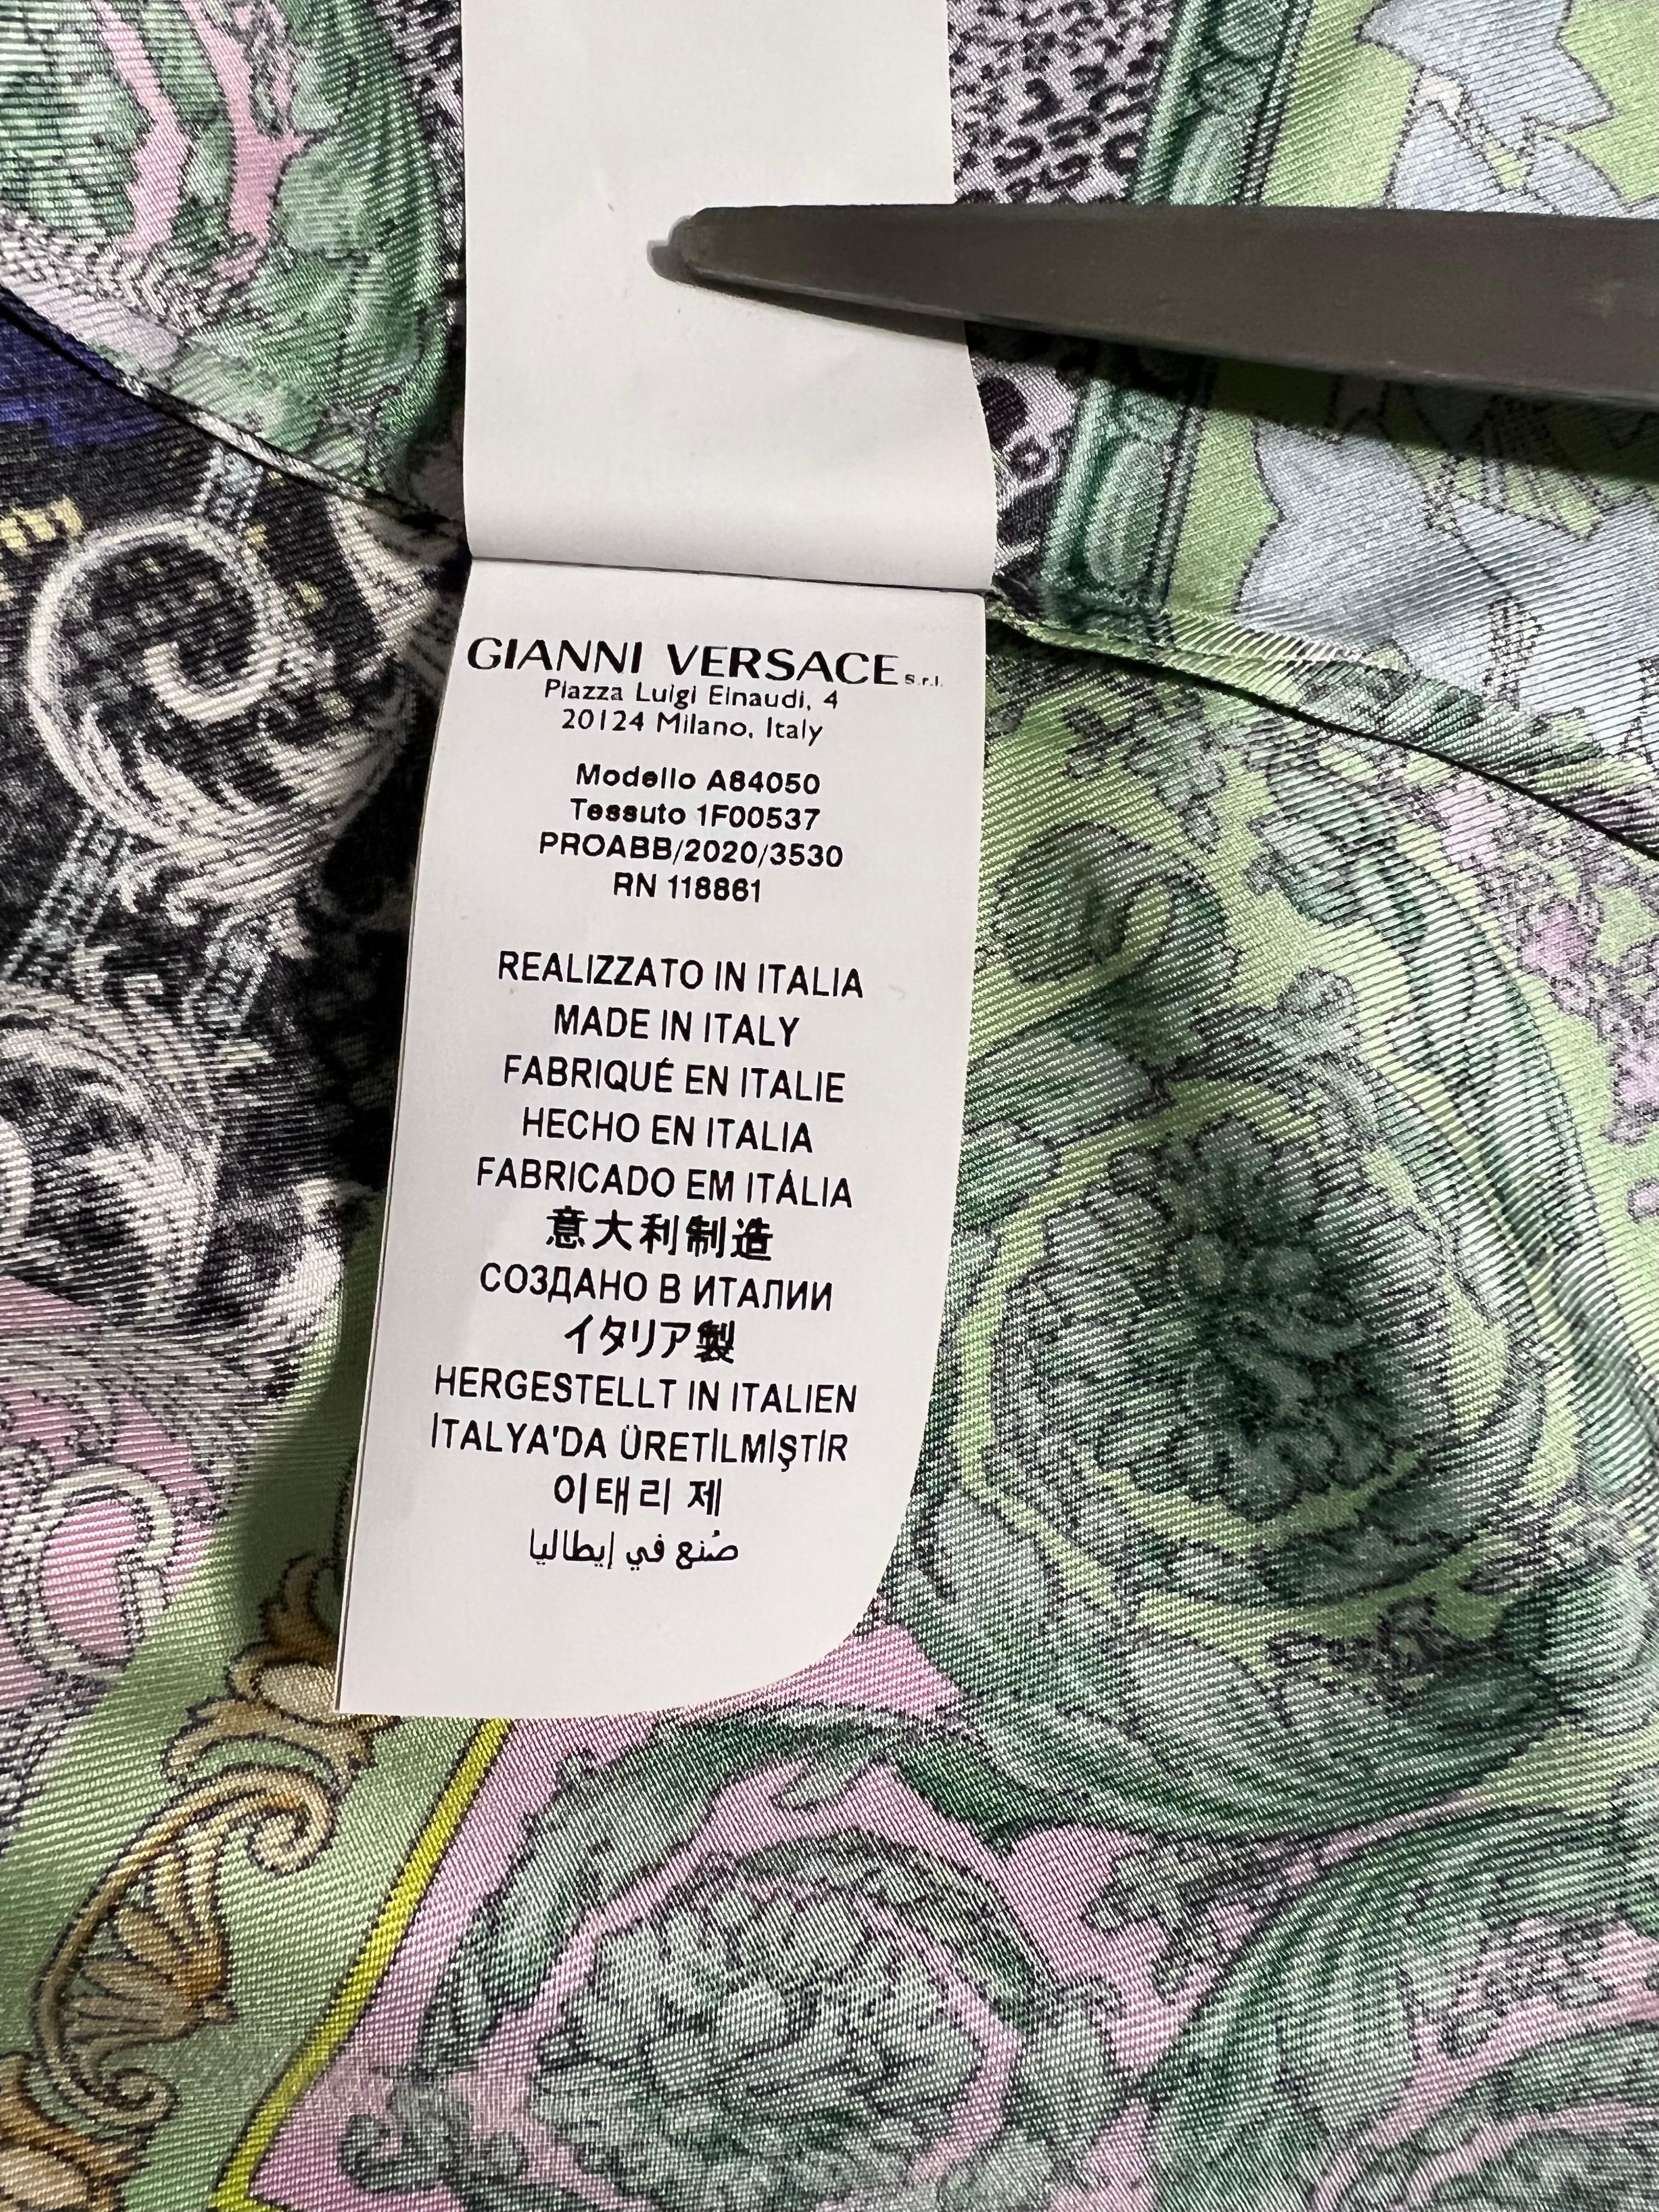 GIANNI VERSACE s.r.l.
Piazza Luigi Einaudi, 4
20124 Milano, Italy
Modello A84050
Tessuto 1F00537
PROABB/2020/3530
RN 118861
REALIZZATO IN ITALIA
MADE IN ITALY
FABRIQUÉ EN ITALIE
HECHO EN ITALIA
FABRICADO EM ITÁLIA
意大利制造
СОЗДАНО В ИТАЛИИ
イタリア製
HERGESTELLT IN ITALIEN
İTALYA'DA ÜRETİLMİŞTİR
이태리 제
صُنع في إيطاليا